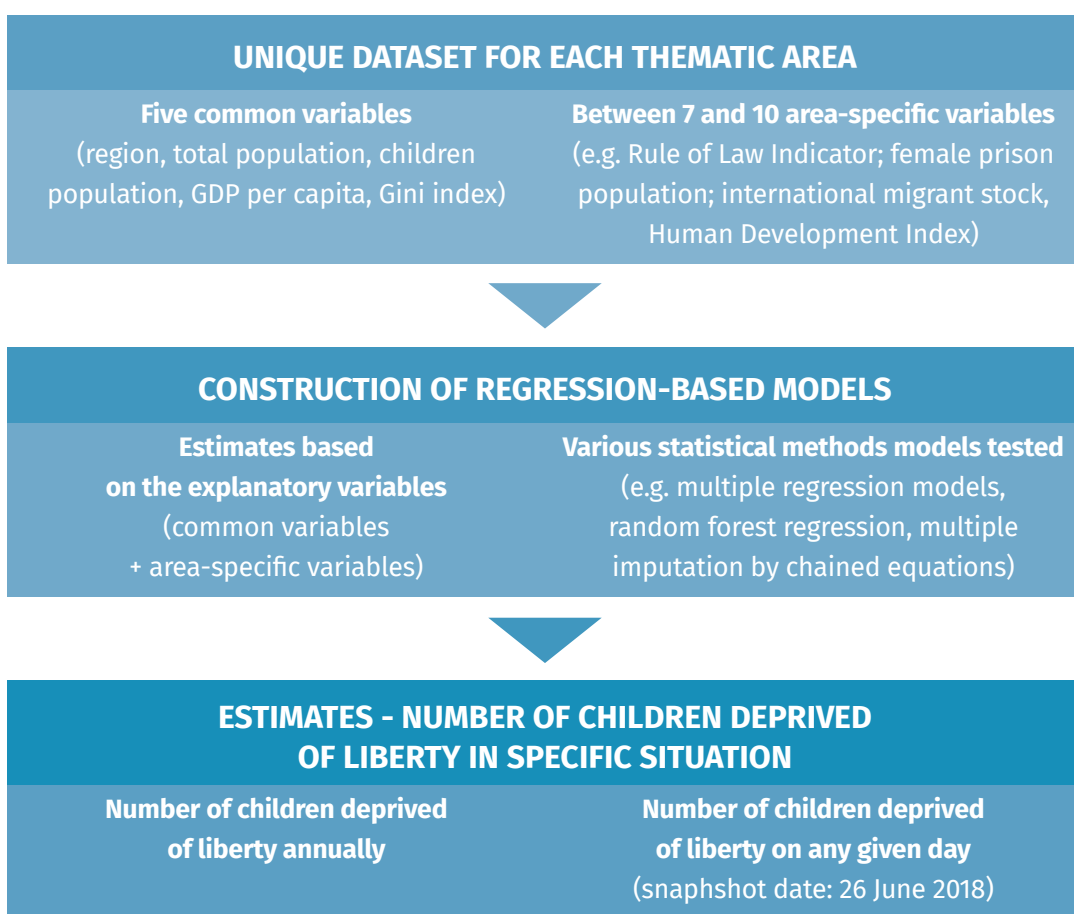 UNIQUE DATASET FOR EACH THEMATIC AREA
Five common variables
(region, total population, children
population, GDP per capita, Gini index)
Between 7 and 10 area-specific variables
(e.g. Rule of Law Indicator; female prison
population; international migrant stock,
Human Development Index)
CONSTRUCTION OF REGRESSION-BASED MODELS
Estimates based
on the explanatory variables
(common variables
+ area-specific variables)
Various statistical methods models tested
(e.g. multiple regression models,
random forest regression, multiple
imputation by chained equations)
ESTIMATES - NUMBER OF CHILDREN DEPRIVED
OF LIBERTY IN SPECIFIC SITUATION
Number of children deprived
of liberty annually
Number of children deprived
of liberty on any given day
(snaphshot date: 26 June 2018)